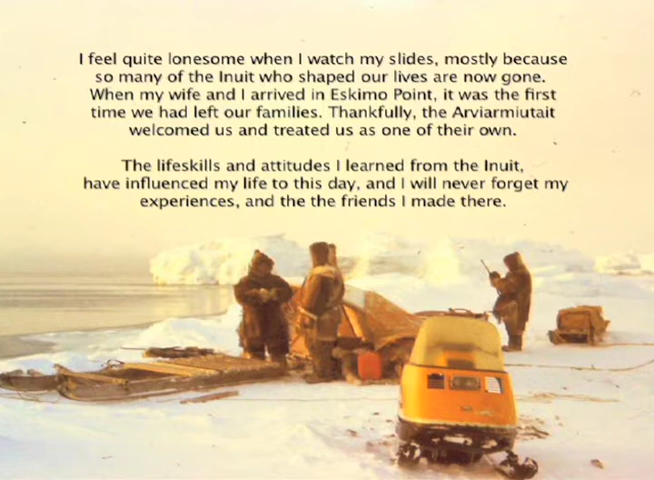 I feel quite lonesome when I watch my slides, mostly because
so many of the Inuit who shaped our lives are now gone.
When my wife and I arrived in Eskimo Point, it was the first
time we had left our families. Thankfully, the Arviarmiutait
welcomed us and treated us as one of their own.
The lifeskills and attitudes I learned from the Inuit,
have influenced my life to this day, and I will never forget my
experiences, and the the friends I made there.